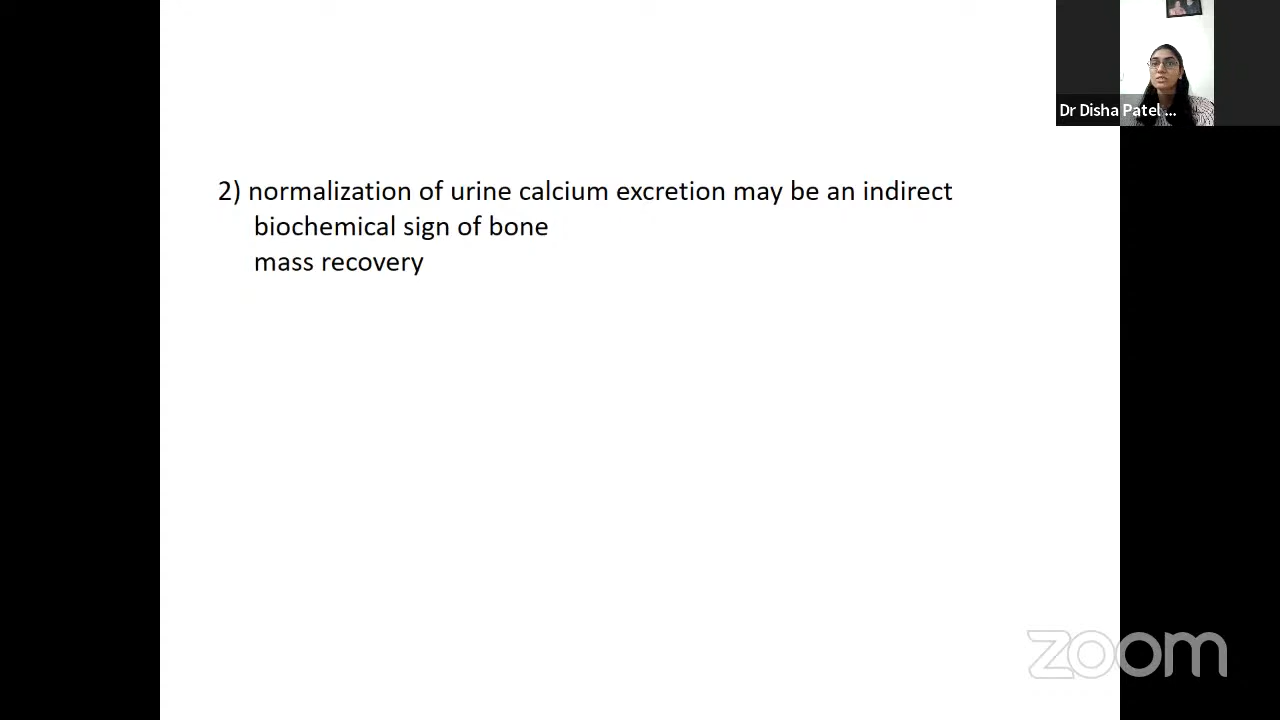 Dr Disha Patel ...
2) normalization of urine calcium excretion may be an indirect
biochemical sign of bone
mass recovery
zoom